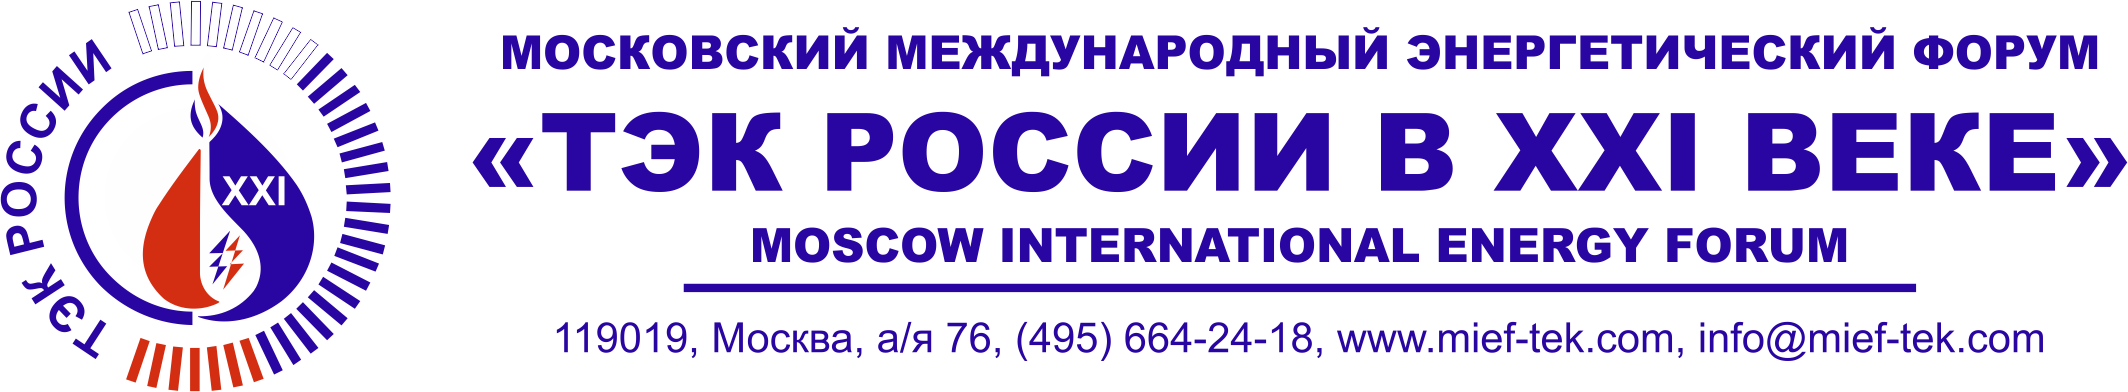 ТЭК РОССИИ
XXI
МОСКОВСКИЙ МЕЖДУНАРОДНЫЙ ЭНЕРГЕТИЧЕСКИЙ ФОРУМ
«ТЭК РОССИИ В XXI ВЕКЕ»
MOSCOW INTERNATIONAL ENERGY FORUM
119019, Москва, а/я 76, (495) 664-24-18, www.mief-tek.com, info@mief-tek.com